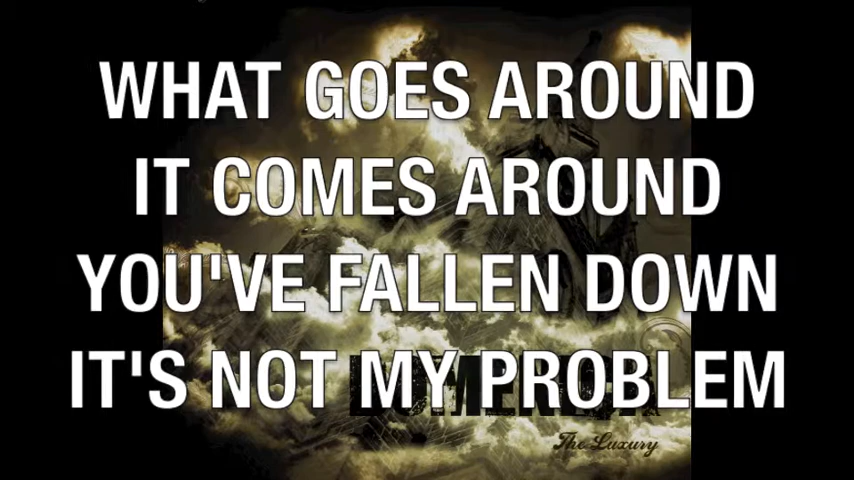 WHAT GOES AROUND
IT COMES AROUND
YOU'VE FALLEN DOWN
IT'S NOT MY PROBLEM
The Luxury